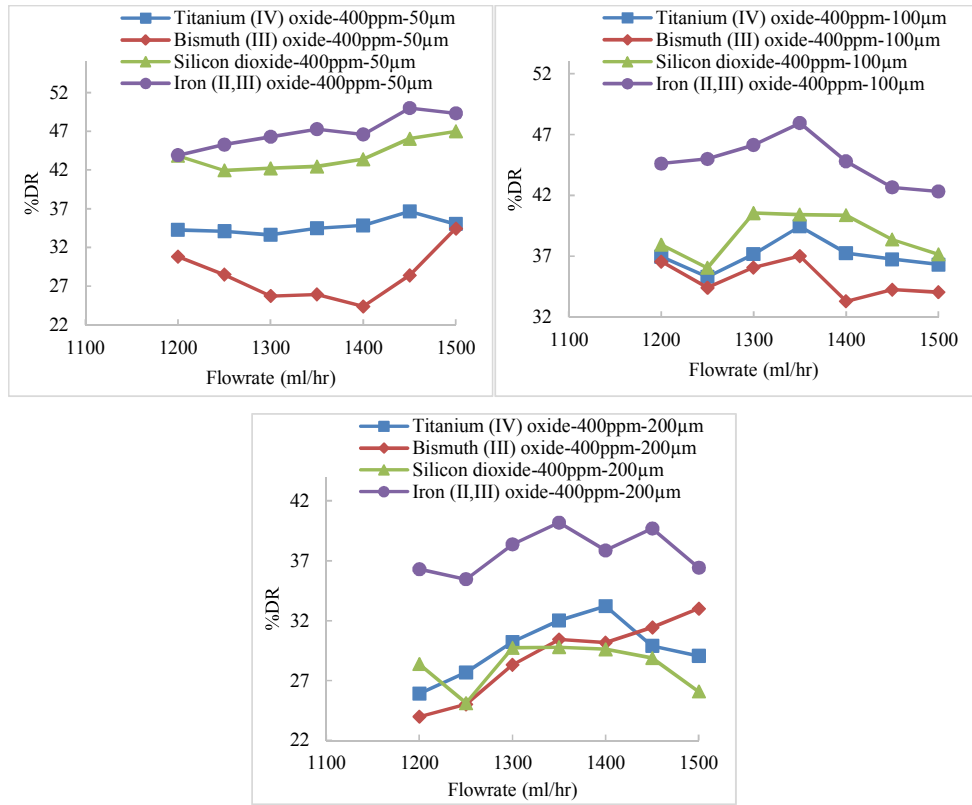 Titanium (IV) oxide-400ppm-50µm
Bismuth (III) oxide-400ppm-50µm
Silicon dioxide-400ppm-50µm
Iron (II,III) oxide-400ppm-50µm
52
47
42
37
32
27
22
%DR
1100 1200 1300 1400 1500
Flowrate (ml/hr)
Titanium (IV) oxide-400ppm-100µm
Bismuth (III) oxide-400ppm-100µm
Silicon dioxide-400ppm-100µm
Iron (II,III) oxide-400ppm-100µm
52
47
42
37
32
%DR
1100 1200 1300 1400 1500
Flowrate (ml/hr)
Titanium (IV) oxide-400ppm-200µm
Bismuth (III) oxide-400ppm-200µm
Silicon dioxide-400ppm-200µm
Iron (II,III) oxide-400ppm-200µm
42
37
32
27
22
%DR
1100 1200 1300 1400 1500
Flowrate (ml/hr)